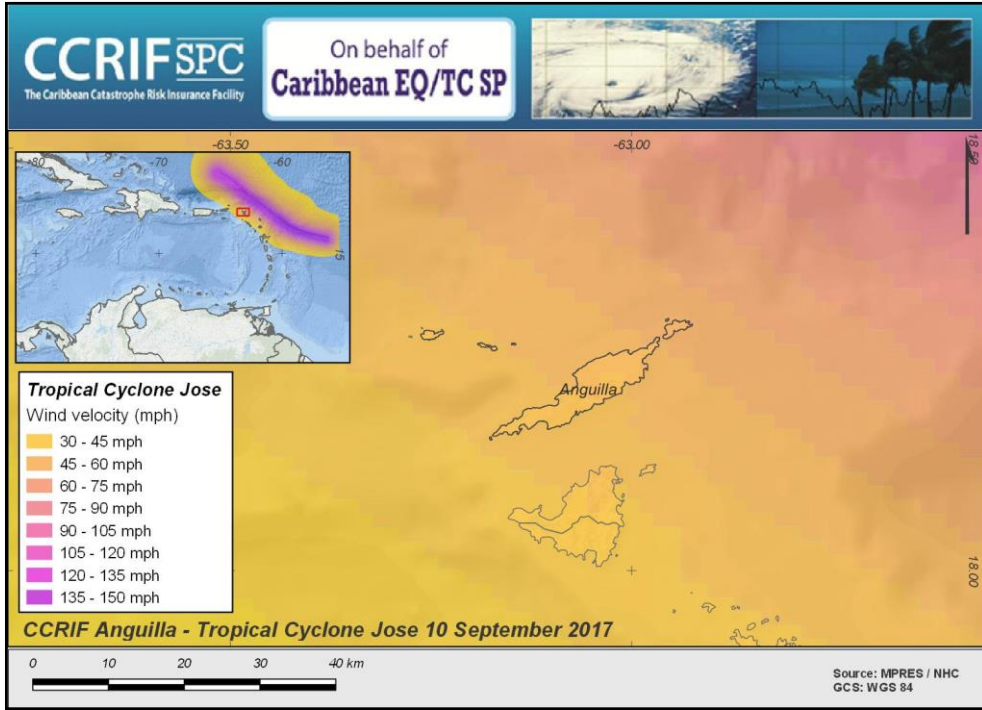 CCRIF SPC
The Caribbean Catastrophe Risk Insurance Facility
On behalf of
Caribbean EQ/TC SP
-63.50
-63.00
18.50
-80
-70
-60
15
Anguilla
Tropical Cyclone Jose
Wind velocity (mph)
30 - 45 mph
45 - 60 mph
60 - 75 mph
75 - 90 mph
90 - 105 mph
105 - 120 mph
120 - 135 mph
135 - 150 mph
18.00
CCRIF Anguilla - Tropical Cyclone Jose 10 September 2017
0 10 20 30 40 km
Source: MPRES / NHC
GCS: WGS 84